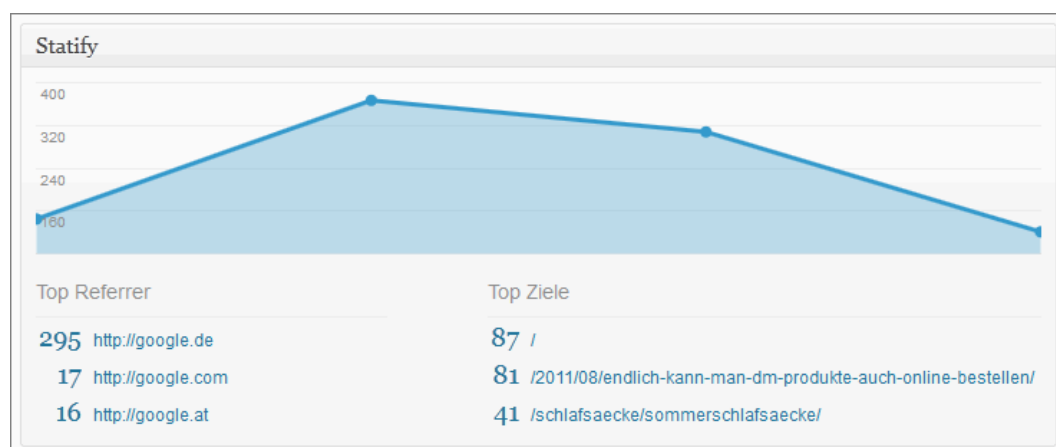 Statify
400
320
240
160
Top Referrer
295 http://google.de
17 http://google.com
16 http://google.at
Top Ziele
87 /
81 /2011/08/endlich-kann-man-dm-produkte-auch-online-bestellen/
41 /schlafsaecke/sommerschlafsaecke/